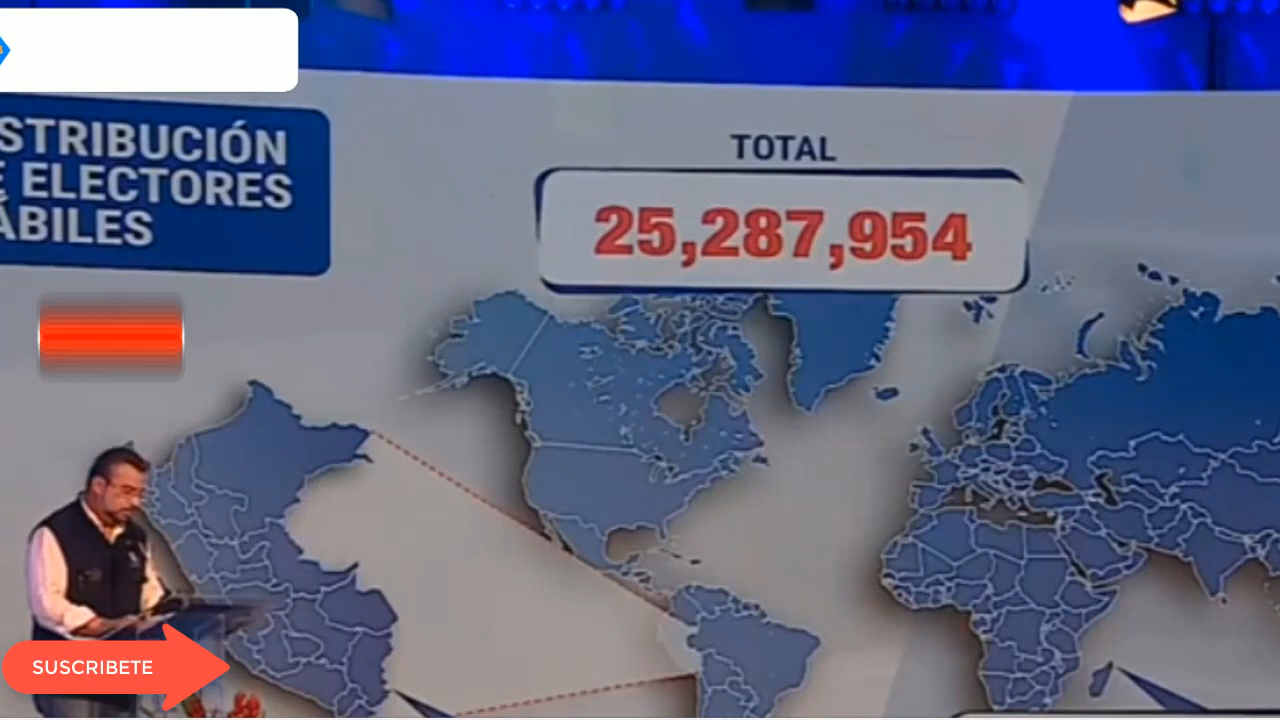 STRIBUCIÓN
ELECTORES
ÁBILES
TOTAL
25,287,954
SUSCRIBETE